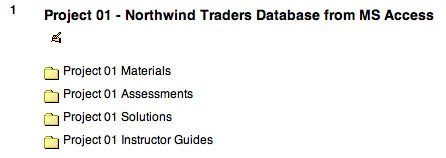 1 Project 01 - Northwind Traders Database from MS Access
Project 01 Materials
Project 01 Assessments
Project 01 Solutions
Project 01 Instructor Guides